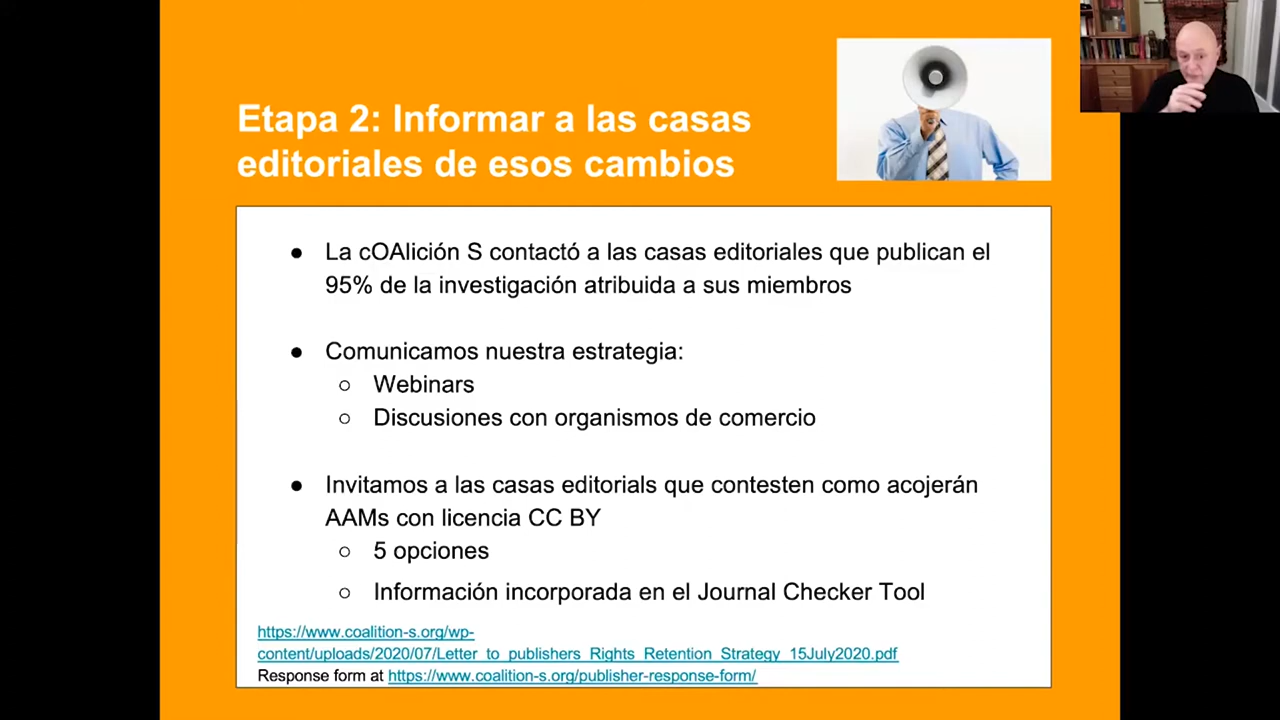 Etapa 2: Informar a las casas
editoriales de esos cambios
● La cOAlición S contactó a las casas editoriales que publican el
95% de la investigación atribuida a sus miembros
● Comunicamos nuestra estrategia:
○ Webinars
○ Discusiones con organismos de comercio
● Invitamos a las casas editorials que contesten como acojerán
AAMs con licencia CC BY
○ 5 opciones
○ Información incorporada en el Journal Checker Tool
https://www.coalition-s.org/wp-
content/uploads/2020/07/Letter_to_publishers_Rights_Retention_Strategy_15July2020.pdf
Response form at https://www.coalition-s.org/publisher-response-form/